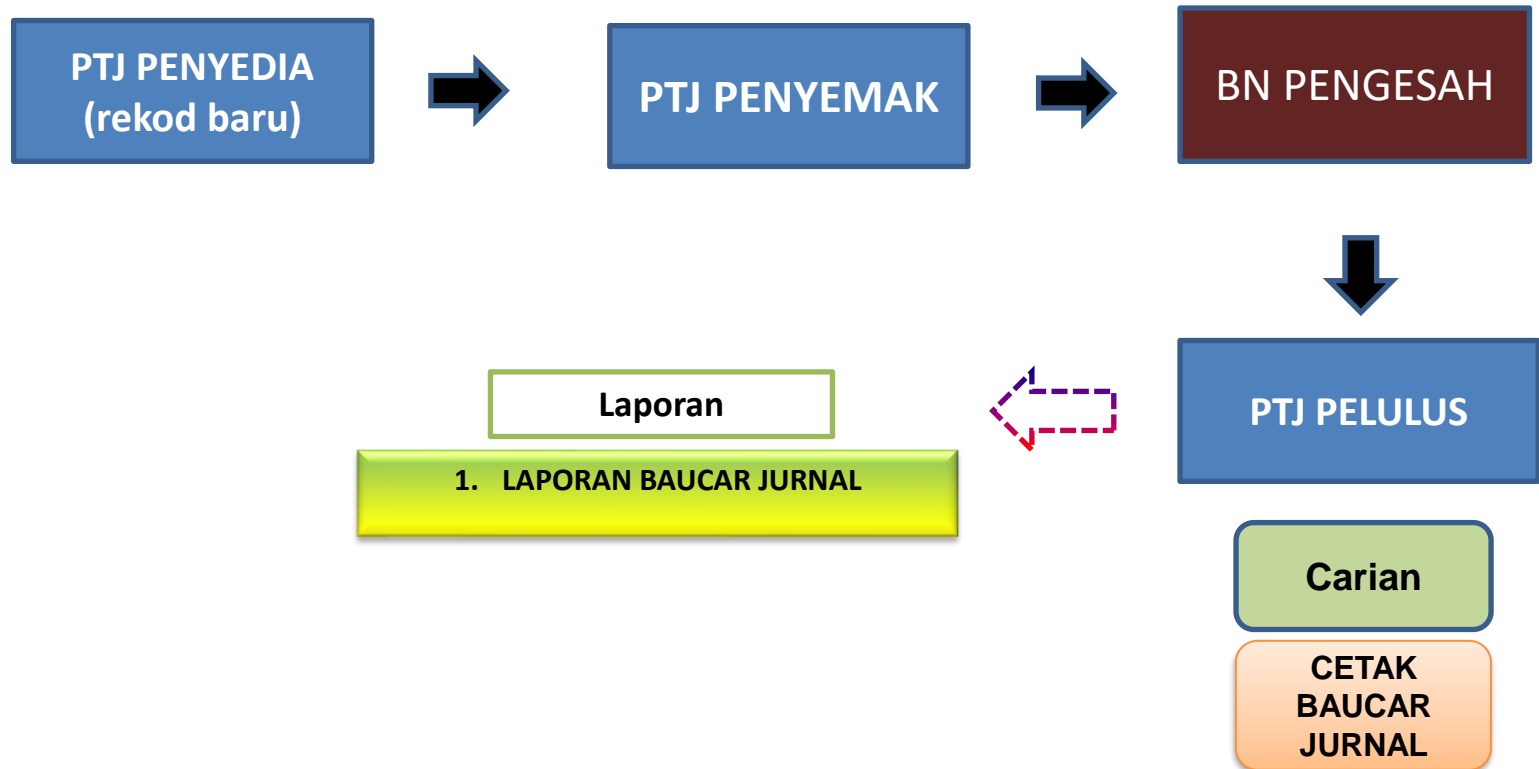 PTJ PENYEDIA
(rekod baru)
PTJ PENYEMAK
BN PENGESAH
PTJ PELULUS
Laporan
1. LAPORAN BAUCAR JURNAL
Carian
CETAK
BAUCAR
JURNAL